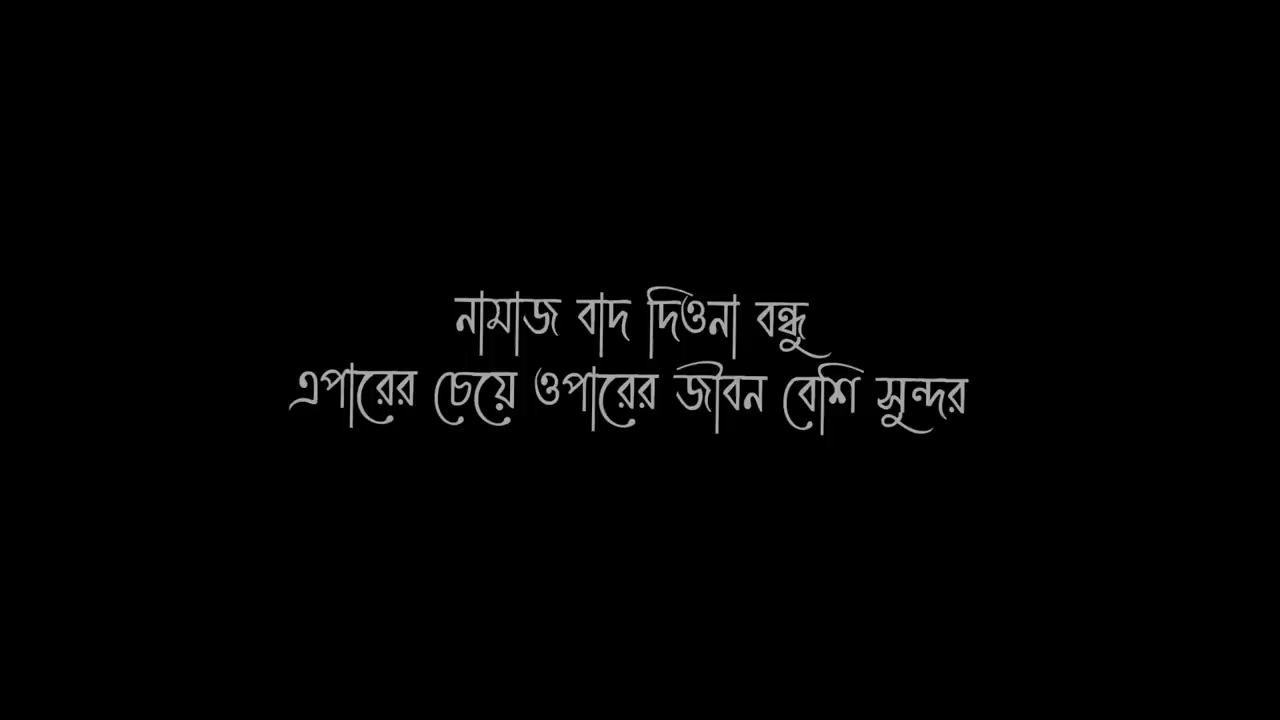 নামাজ বাদ দিওনা বন্ধু
এপারের চেয়ে ওপারের জীবন বেশি সুন্দর